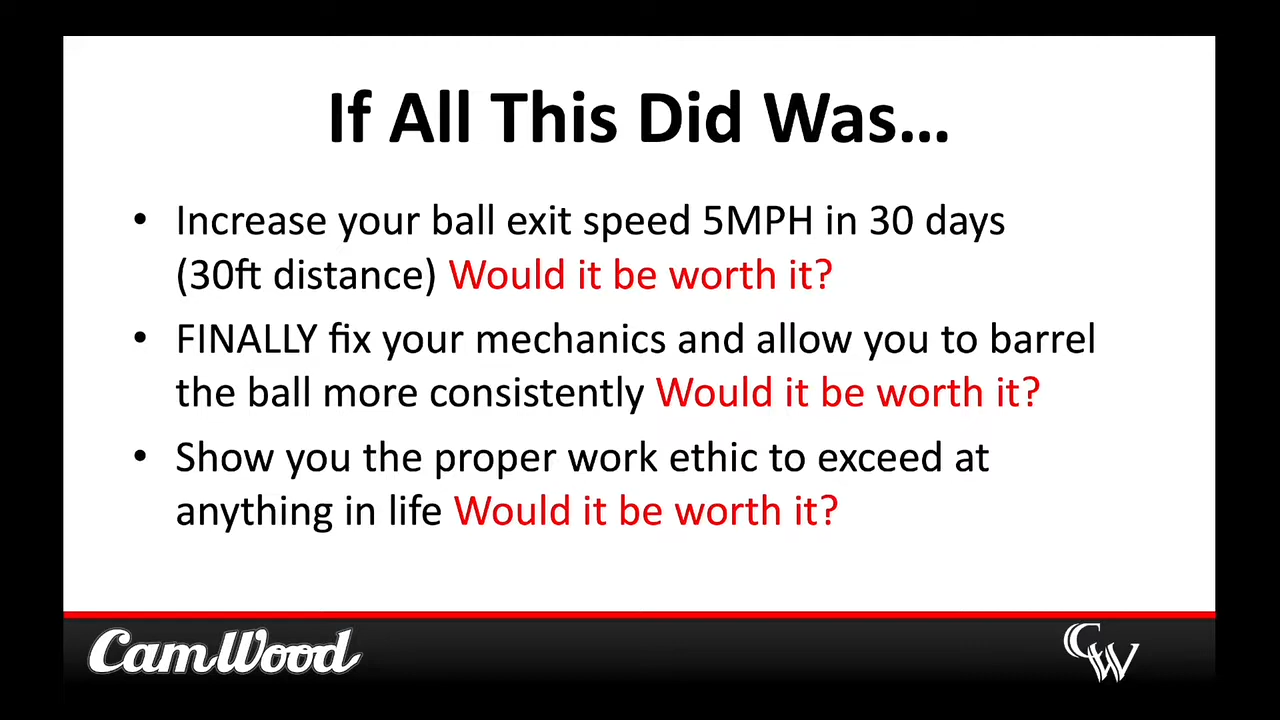 If All This Did Was...
• Increase your ball exit speed 5MPH in 30 days
(30ft distance) Would it be worth it?
• FINALLY fix your mechanics and allow you to barrel
the ball more consistently Would it be worth it?
• Show you the proper work ethic to exceed at
anything in life Would it be worth it?
CamWood
CW